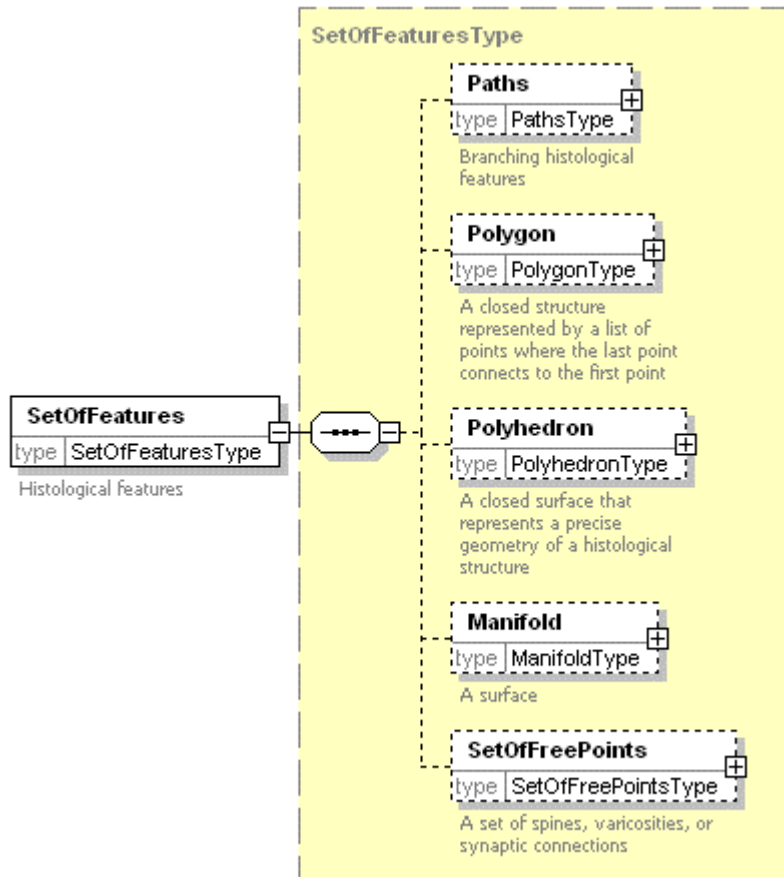 SetOfFeaturesType
Paths
type PathsType
Branching histological
features
Polygon
type PolygonType
A closed structure
represented by a list of
points where the last point
connects to the first point
SetOfFeatures
type SetOfFeaturesType
Histological features
Polyhedron
type PolyhedronType
A closed surface that
represents a precise
geometry of a histological
structure
Manifold
type ManifoldType
A surface
SetOfFreePoints
type SetOfFreePointsType
A set of spines, varicosities, or
synaptic connections